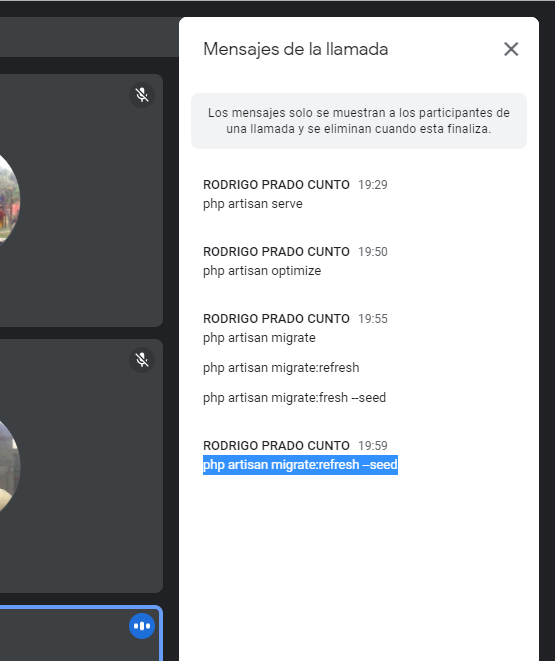 Mensajes de la llamada
Los mensajes solo se muestran a los participantes de
una llamada y se eliminan cuando esta finaliza.
RODRIGO PRADO CUNTO 19:29
php artisan serve
RODRIGO PRADO CUNTO 19:50
php artisan optimize
RODRIGO PRADO CUNTO 19:55
php artisan migrate
php artisan migrate:refresh
php artisan migrate:fresh --seed
RODRIGO PRADO CUNTO 19:59
php artisan migrate:refresh --seed